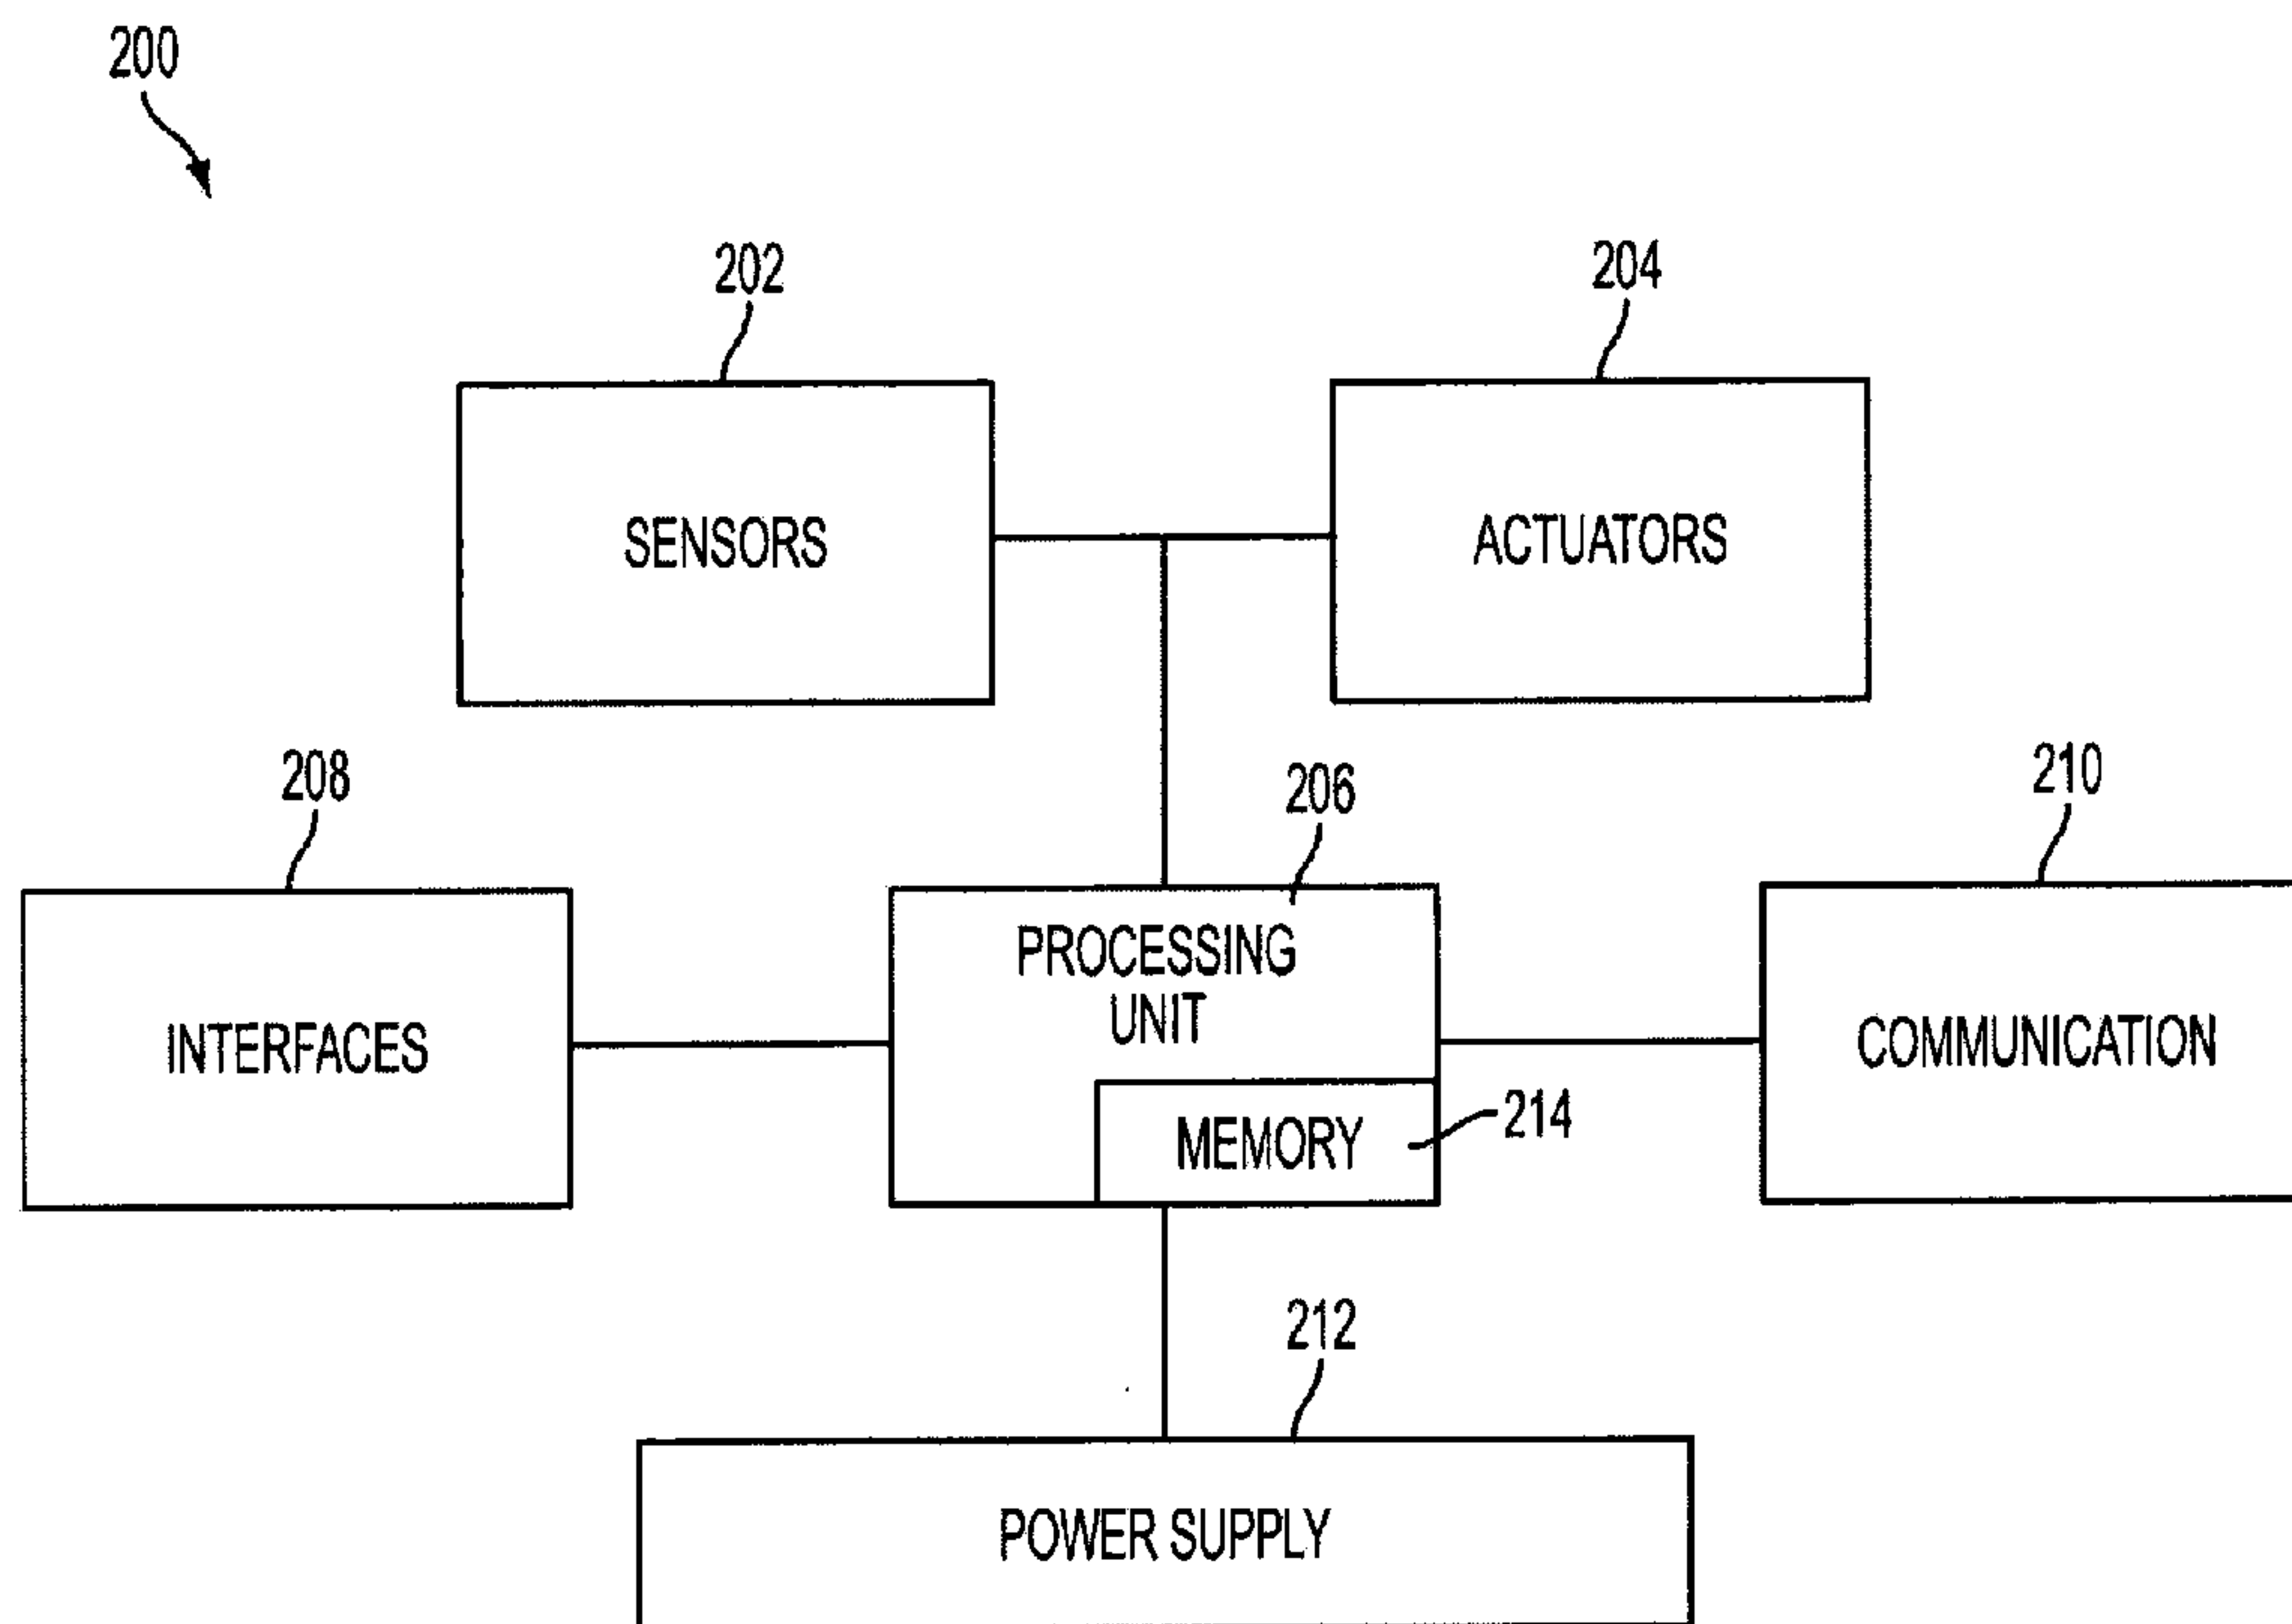 200
202
204
SENSORS
ACTUATORS
208
206
210
PROCESSING
UNIT
INTERFACES
COMMUNICATION
MEMORY
214
212
POWER SUPPLY